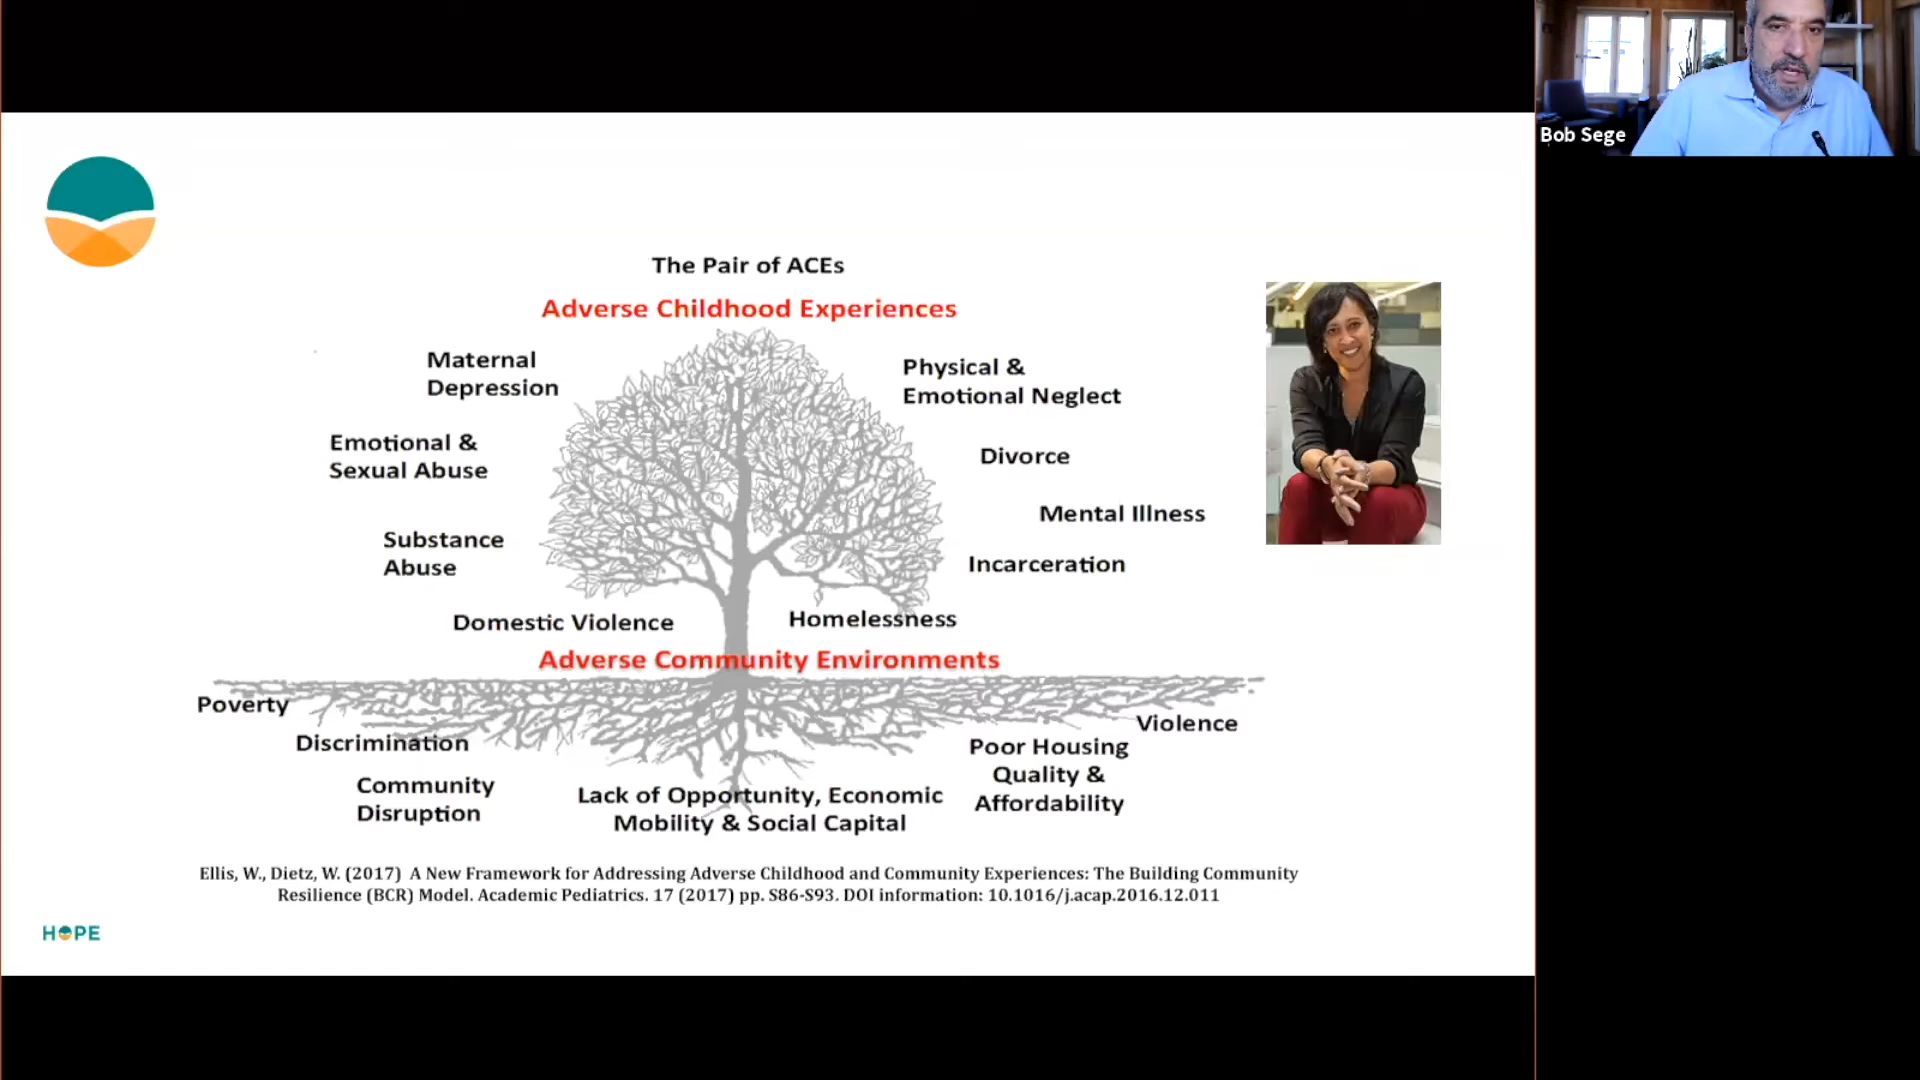 Bob Sege
The Pair of ACEs
Adverse Childhood Experiences
Maternal
Depression
Physical &
Emotional Neglect
Emotional &
Sexual Abuse
Divorce
Mental Illness
Substance
Abuse
Incarceration
Domestic Violence
Homelessness
Adverse Community Environments
Poverty
Violence
Discrimination
Poor Housing
Quality &
Affordability
Community
Disruption
Lack of Opportunity, Economic
Mobility & Social Capital
Ellis, W., Dietz, W. (2017) A New Framework for Addressing Adverse Childhood and Community Experiences: The Building Community
Resilience (BCR) Model. Academic Pediatrics. 17 (2017) pp. S86-S93. DOI information: 10.1016/j.acap.2016.12.011
HOPE